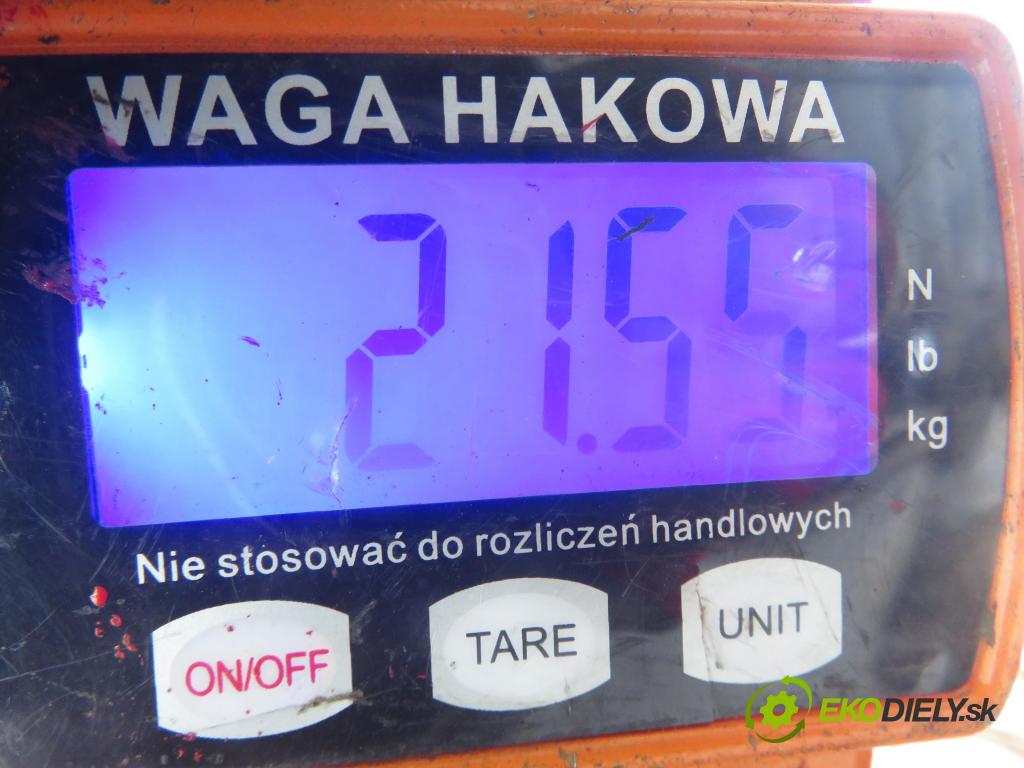 WAGA HAKOWA
21.55
N
lb
kg
Nie stosować do rozliczeń handlowych
ON/OFF TARE UNIT
EKODIELY.sk